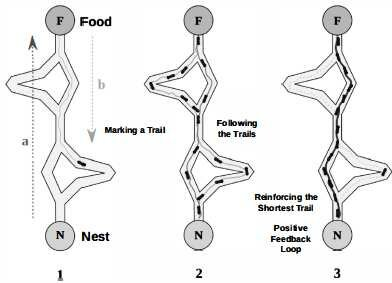 F
Food
F
F
b
a
Marking a Trail
Following
the Trails
Reinforcing the
Shortest Trail
Positive
Feedback
Loop
N
Nest
N
N
1
2
3